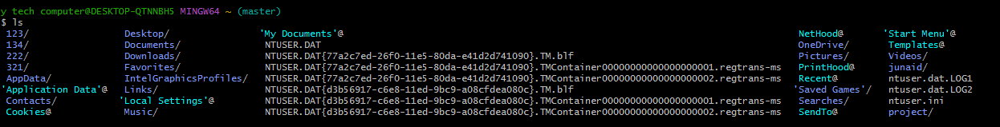 y tech computer@DESKTOP-QTNNBH5 MINGW64 ~ (master)
$ ls
123/ Desktop/ 'My Documents'@ NetHood@ 'Start Menu'@
134/ Documents/ NTUSER.DAT OneDrive/ Templates@
222/ Downloads/ NTUSER.DAT{77a2c7ed-26f0-11e5-80da-e41d2d741090}.TM.blf Pictures/ Videos/
321/ Favorites/ NTUSER.DAT{77a2c7ed-26f0-11e5-80da-e41d2d741090}.TMContainer00000000000000000001.regtrans-ms PrintHood@ junaid/
AppData/ IntelGraphicsProfiles/ NTUSER.DAT{77a2c7ed-26f0-11e5-80da-e41d2d741090}.TMContainer00000000000000000002.regtrans-ms Recent@ ntuser.dat.LOG1
'Application Data'@ Links/ NTUSER.DAT{d3b56917-c6e8-11ed-9bc9-a08cfdea080c}.TM.blf 'Saved Games'/ ntuser.dat.LOG2
Contacts/ 'Local Settings'@ NTUSER.DAT{d3b56917-c6e8-11ed-9bc9-a08cfdea080c}.TMContainer00000000000000000001.regtrans-ms Searches/ ntuser.ini
Cookies@ Music/ NTUSER.DAT{d3b56917-c6e8-11ed-9bc9-a08cfdea080c}.TMContainer00000000000000000002.regtrans-ms SendTo@ project/